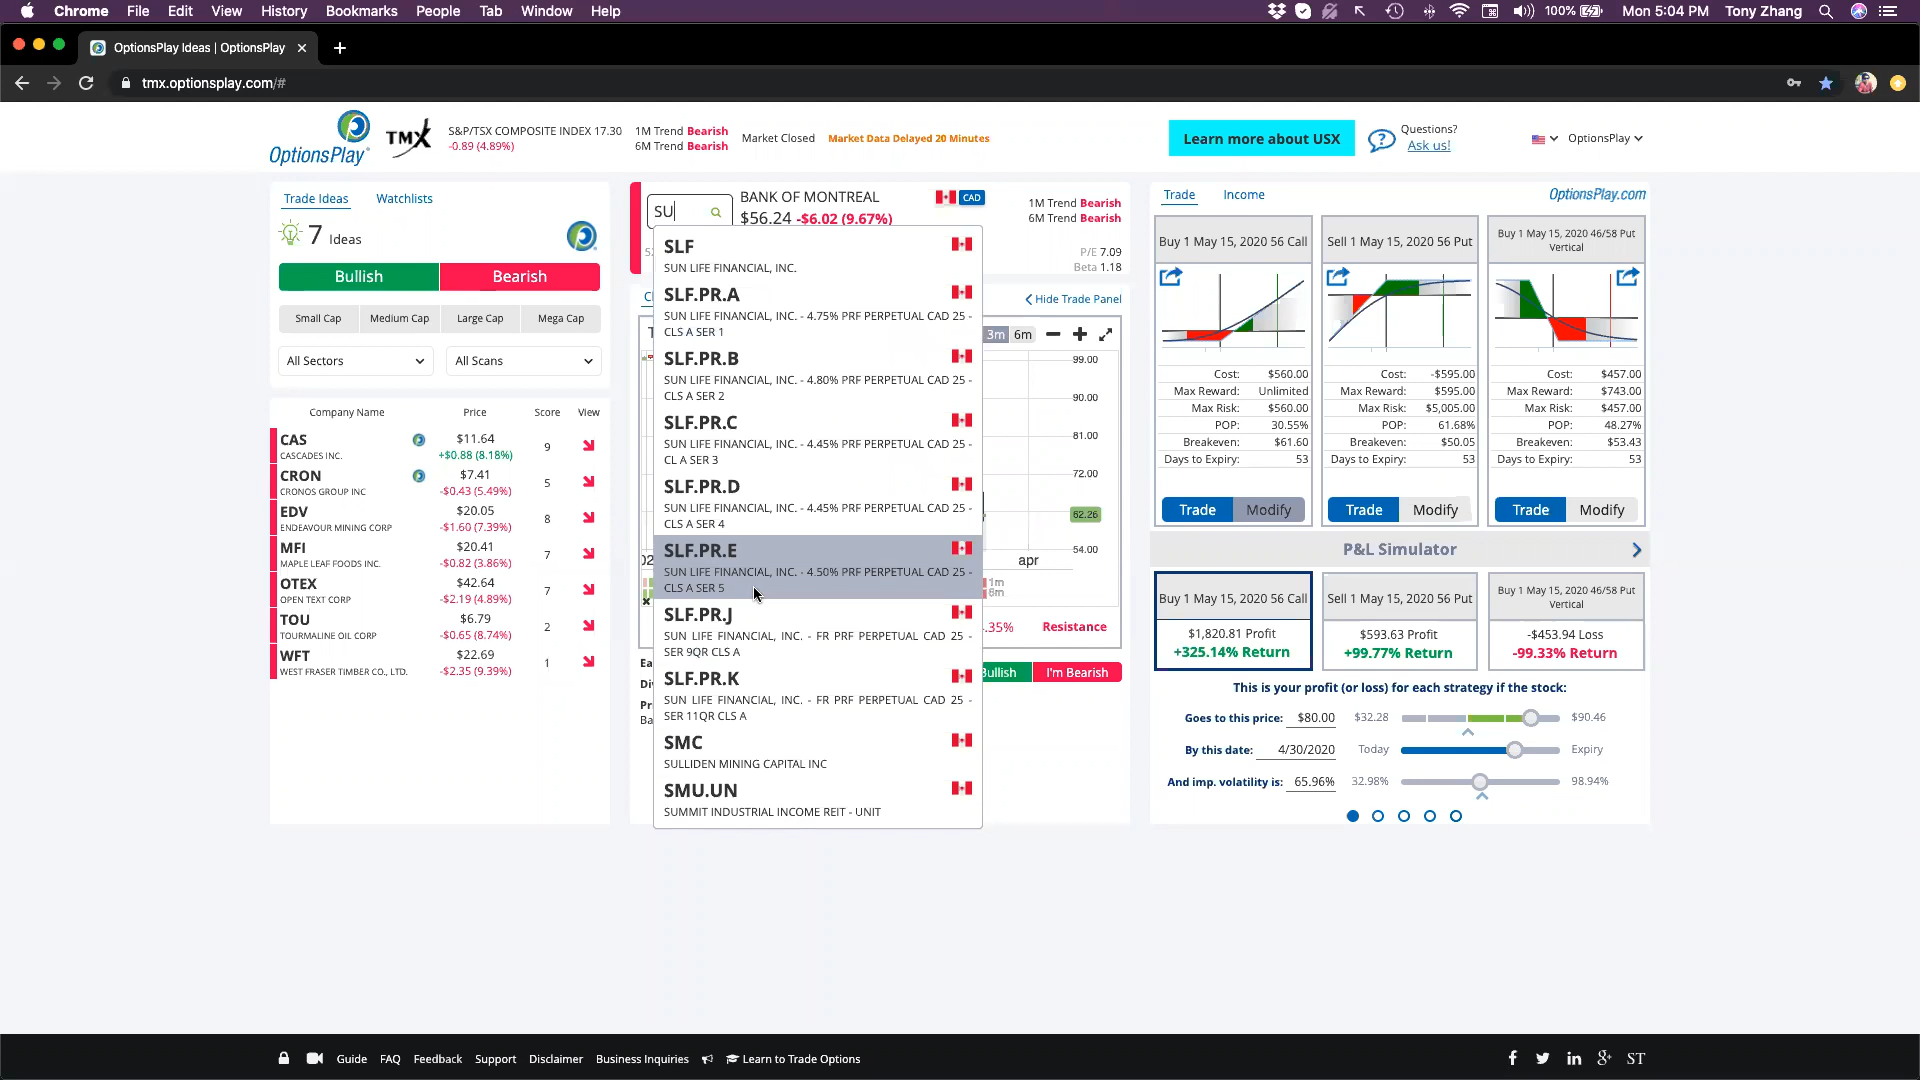 Chrome File Edit View History Bookmarks People Tab Window Help
100% Mon 5:04 PM Tony Zhang
OptionsPlay Ideas | OptionsPlay
tmx.optionsplay.com/#
OptionsPlay
TMX
S&P/TSX COMPOSITE INDEX 17.30
-0.89 (4.89%)
1M Trend Bearish
6M Trend Bearish
Market Closed
Market Data Delayed 20 Minutes
Learn more about USX
Questions?
Ask us!
OptionsPlay
Trade Ideas Watchlists
7 Ideas
Bullish Bearish
Small Cap Medium Cap Large Cap Mega Cap
All Sectors All Scans
Company Name Price Score View
CAS $11.64 9
CASCADES INC. +$0.88 (8.18%)
CRON $7.41 5
CRONOS GROUP INC -$0.43 (5.49%)
EDV $20.05 8
ENDEAVOUR MINING CORP -$1.60 (7.39%)
MFI $20.41 7
MAPLE LEAF FOODS INC. -$0.82 (3.86%)
OTEX $42.64 7
OPEN TEXT CORP -$2.19 (4.89%)
TOU $6.79 2
TOURMALINE OIL CORP -$0.65 (8.74%)
WFT $22.69 1
WEST FRASER TIMBER CO., LTD. -$2.35 (9.39%)
SU
BANK OF MONTREAL
CAD
$56.24 -$6.02 (9.67%)
1M Trend Bearish
6M Trend Bearish
P/E 7.09
Beta 1.18
SLF
SUN LIFE FINANCIAL, INC.
SLF.PR.A
SUN LIFE FINANCIAL, INC. - 4.75% PRF PERPETUAL CAD 25 -
CLS A SER 1
SLF.PR.B
SUN LIFE FINANCIAL, INC. - 4.80% PRF PERPETUAL CAD 25 -
CLS A SER 2
SLF.PR.C
SUN LIFE FINANCIAL, INC. - 4.45% PRF PERPETUAL CAD 25 -
CL A SER 3
SLF.PR.D
SUN LIFE FINANCIAL, INC. - 4.45% PRF PERPETUAL CAD 25 -
CLS A SER 4
SLF.PR.E
SUN LIFE FINANCIAL, INC. - 4.50% PRF PERPETUAL CAD 25 -
CLS A SER 5
SLF.PR.J
SUN LIFE FINANCIAL, INC. - FR PRF PERPETUAL CAD 25 -
SER 9QR CLS A
SLF.PR.K
SUN LIFE FINANCIAL, INC. - FR PRF PERPETUAL CAD 25 -
SER 11QR CLS A
SMC
SULLIDEN MINING CAPITAL INC
SMU.UN
SUMMIT INDUSTRIAL INCOME REIT - UNIT
Hide Trade Panel
3m 6m
99.00
90.00
81.00
72.00
62.26
54.00
apr
1m
6m
.35% Resistance
Bullish I'm Bearish
Trade Income
OptionsPlay.com
Buy 1 May 15, 2020 56 Call
Cost: $560.00
Max Reward: Unlimited
Max Risk: $560.00
POP: 30.55%
Breakeven: $61.60
Days to Expiry: 53
Trade Modify
Sell 1 May 15, 2020 56 Put
Cost: -$595.00
Max Reward: $595.00
Max Risk: $5,005.00
POP: 61.68%
Breakeven: $50.05
Days to Expiry: 53
Trade Modify
Buy 1 May 15, 2020 46/58 Put
Vertical
Cost: $457.00
Max Reward: $743.00
Max Risk: $457.00
POP: 48.27%
Breakeven: $53.43
Days to Expiry: 53
Trade Modify
P&L Simulator
Buy 1 May 15, 2020 56 Call
$1,820.81 Profit
+325.14% Return
Sell 1 May 15, 2020 56 Put
$593.63 Profit
+99.77% Return
Buy 1 May 15, 2020 46/58 Put
Vertical
-$453.94 Loss
-99.33% Return
This is your profit (or loss) for each strategy if the stock:
Goes to this price: $80.00 $32.28 $90.46
By this date: 4/30/2020 Today Expiry
And imp. volatility is: 65.96% 32.98% 98.94%
Guide FAQ Feedback Support Disclaimer Business Inquiries Learn to Trade Options
ST